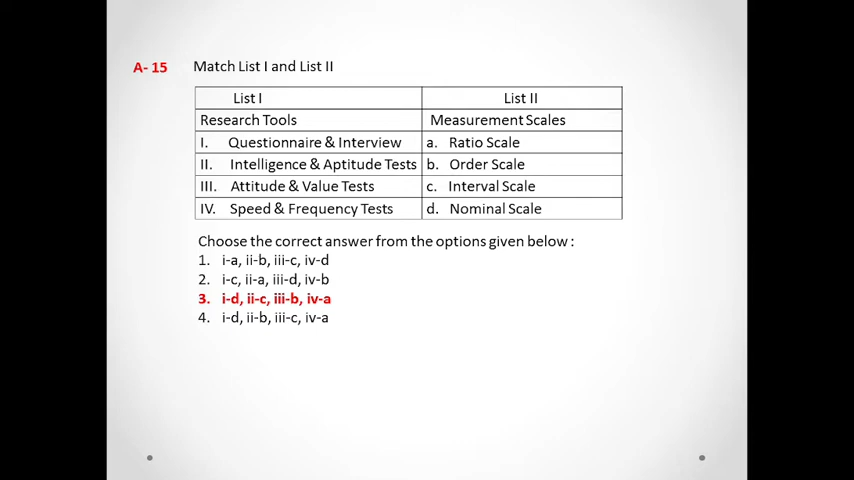 A- 15 Match List I and List II
List I List II
Research Tools Measurement Scales
I. Questionnaire & Interview a. Ratio Scale
II. Intelligence & Aptitude Tests b. Order Scale
III. Attitude & Value Tests c. Interval Scale
IV. Speed & Frequency Tests d. Nominal Scale
Choose the correct answer from the options given below :
1. i-a, ii-b, iii-c, iv-d
2. i-c, ii-a, iii-d, iv-b
3. i-d, ii-c, iii-b, iv-a
4. i-d, ii-b, iii-c, iv-a